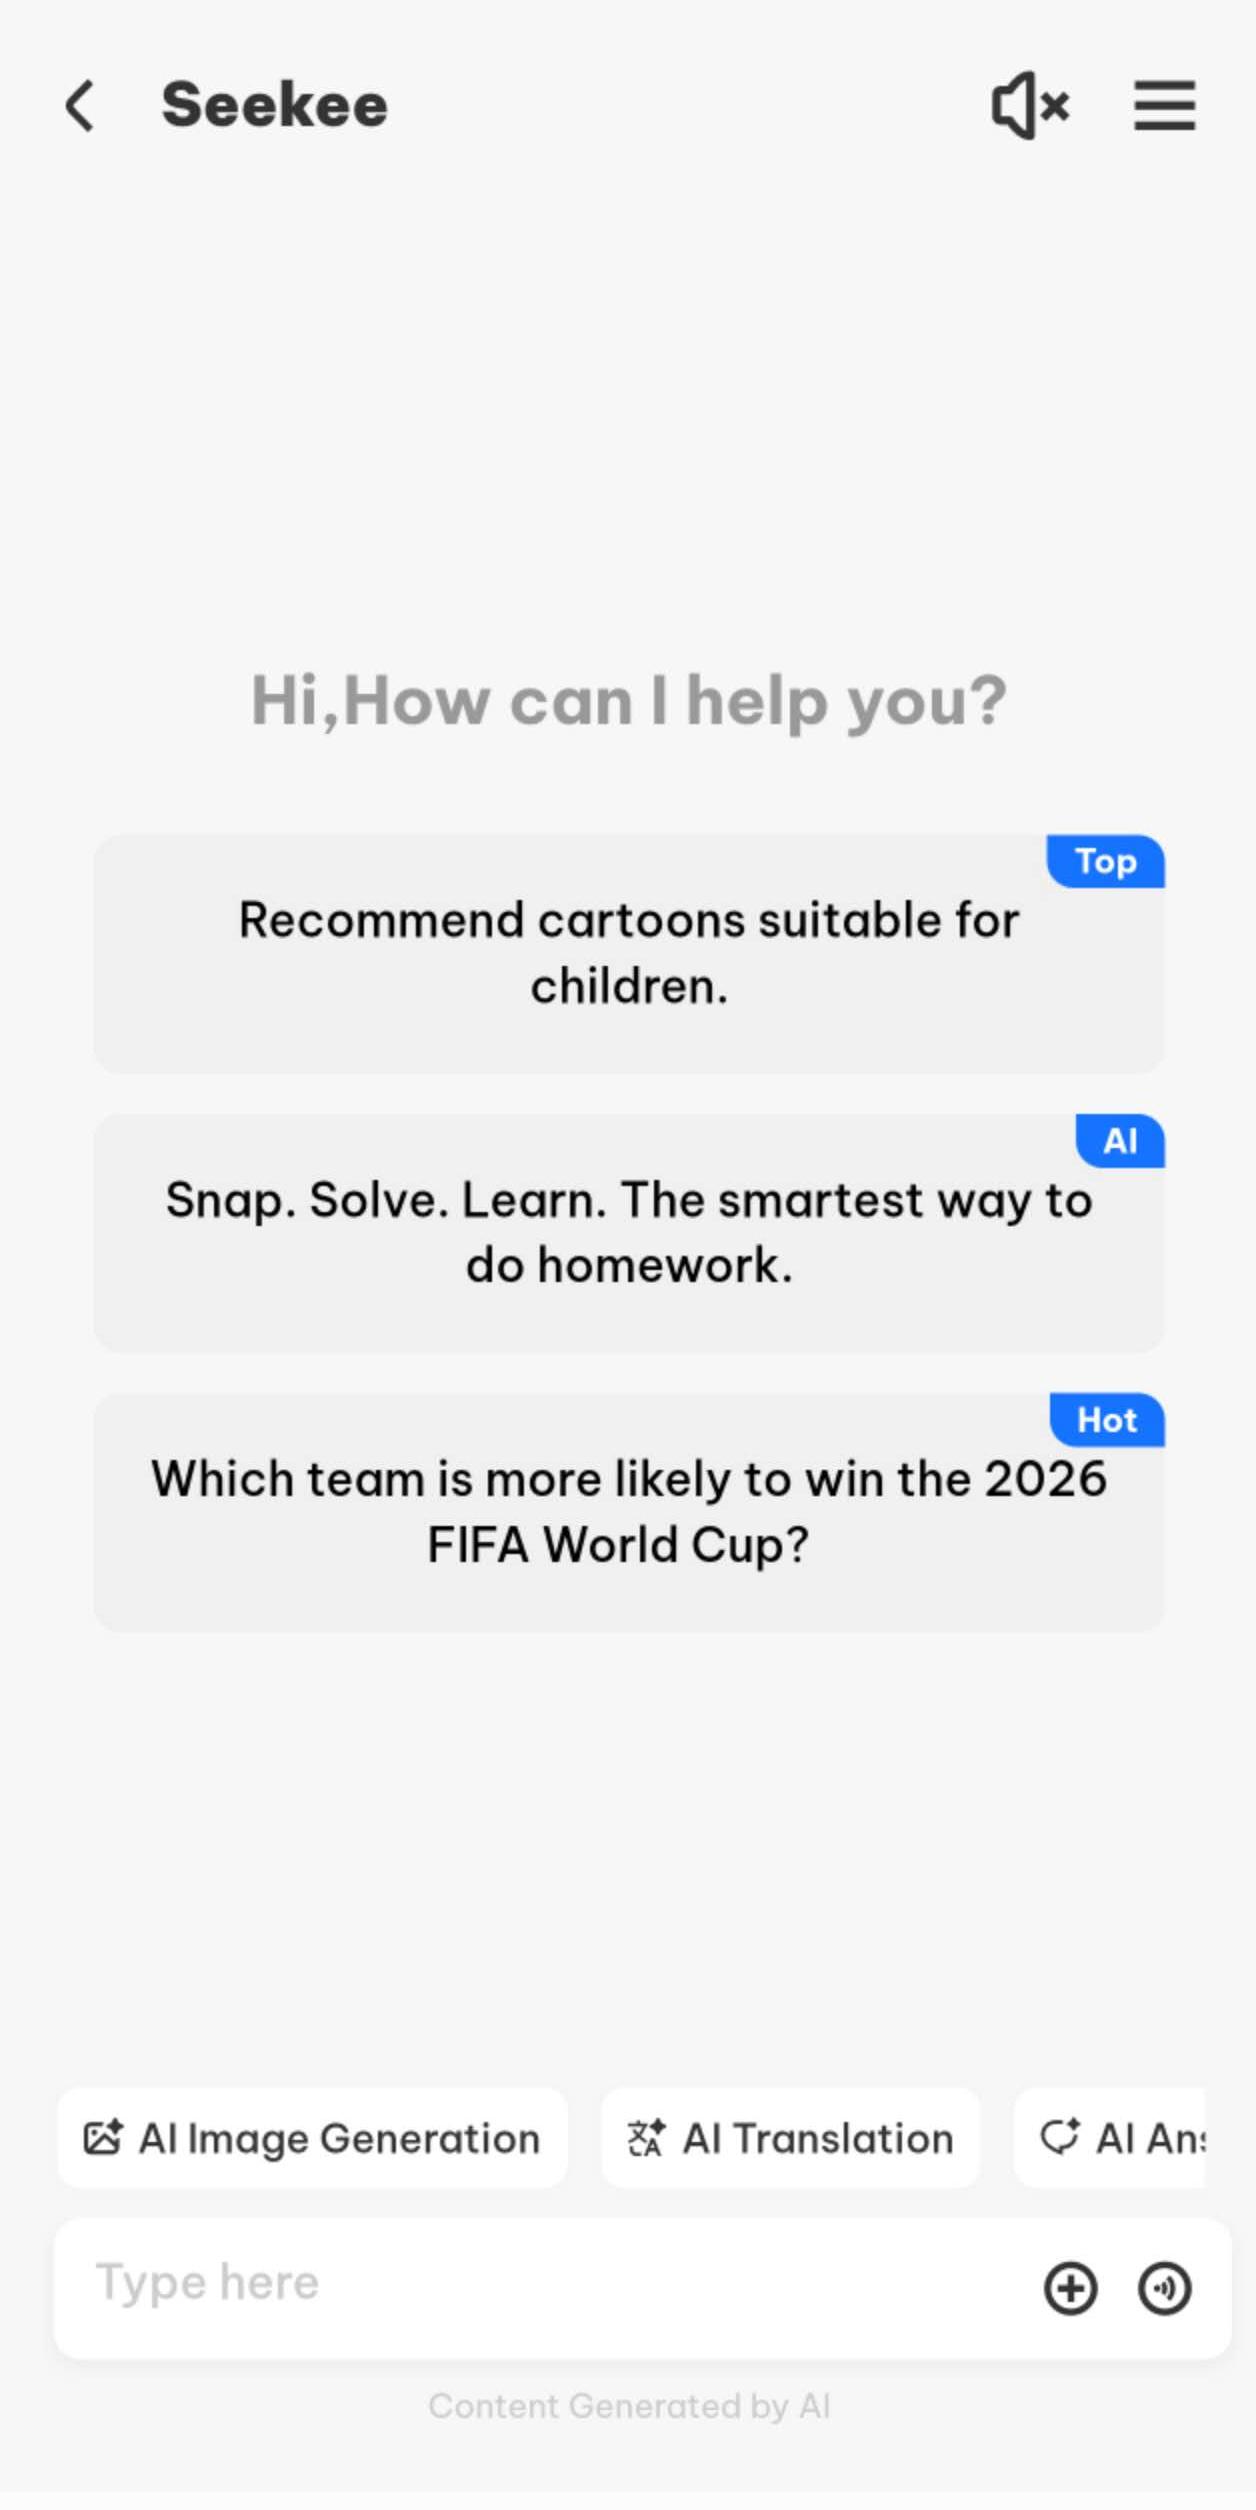 Seekee
Hi,How can I help you?
Top
Recommend cartoons suitable for
children.
AI
Snap. Solve. Learn. The smartest way to
do homework.
Hot
Which team is more likely to win the 2026
FIFA World Cup?
AI Image Generation
AI Translation
AI
Type here
Content Generated by AI